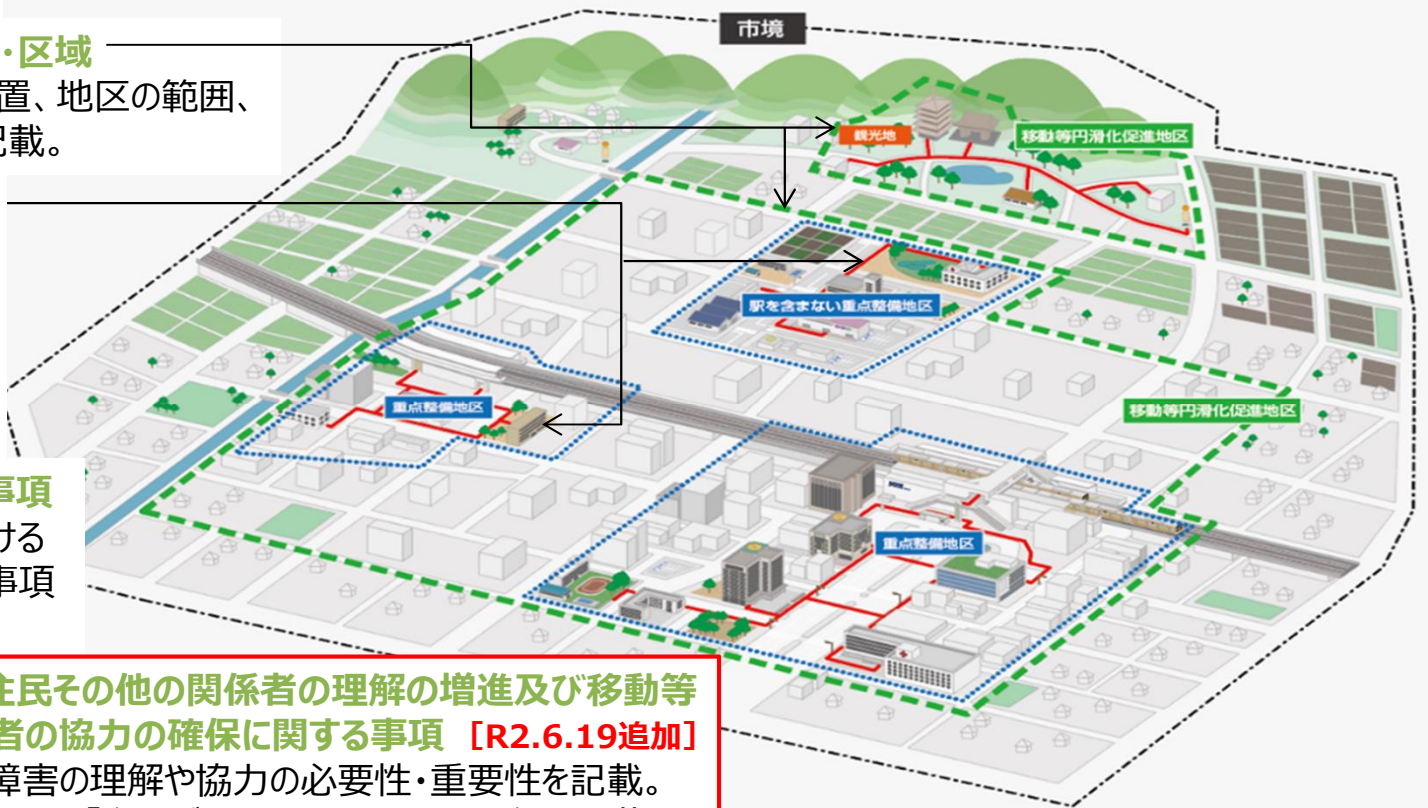 市境
・区域
置、地区の範囲、
記載。
観光地
移動等円滑化促進地区
駅を含まない重点整備地区
重点整備地区
移動等円滑化促進地区
事項
ける
事項
重点整備地区
住民その他の関係者の理解の増進及び移動等
者の協力の確保に関する事項 [R2.6.19追加]
障害の理解や協力の必要性・重要性を記載。